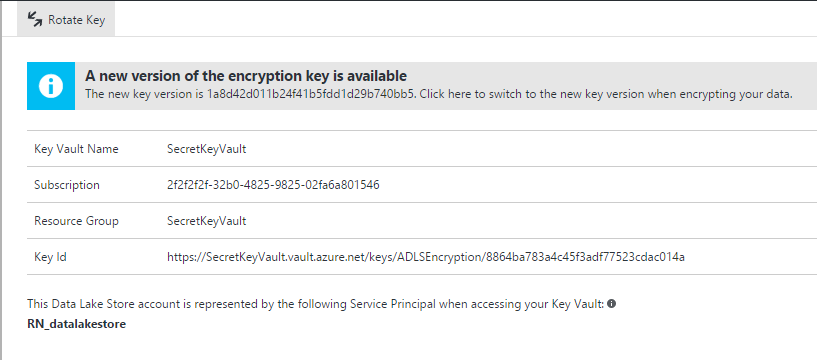 Rotate Key
A new version of the encryption key is available
The new key version is 1a8d42d011b24f41b5fdd1d29b740bb5. Click here to switch to the new key version when encrypting your data.
Key Vault Name SecretKeyVault
Subscription 2f2f2f2f-32b0-4825-9825-02fa6a801546
Resource Group SecretKeyVault
Key Id https://SecretKeyVault.vault.azure.net/keys/ADLSEncryption/8864ba783a4c45f3adf77523cdac014a
This Data Lake Store account is represented by the following Service Principal when accessing your Key Vault:
RN_datalakestore